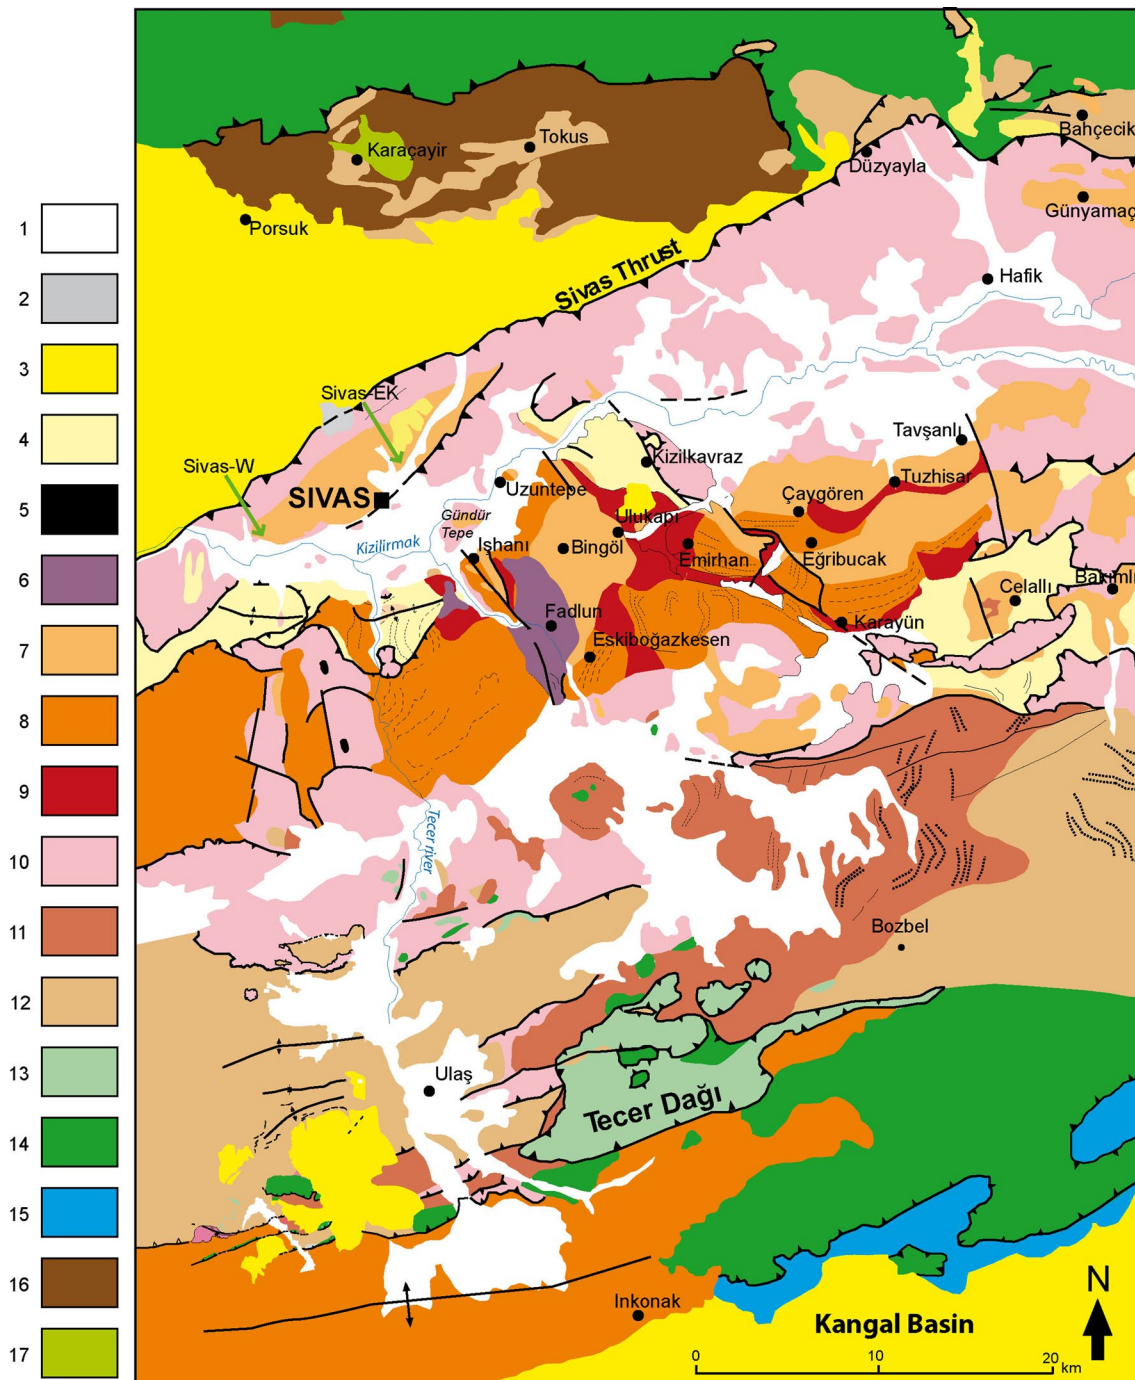 Tokus
Karaçayir
Bahçecik
Düzyayla
Porsuk
Günyamaç
Sivas Thrust
Hafik
1
2
3
4
5
6
7
8
9
10
11
12
13
14
15
16
17
Sivas-EK
Sivas-W
SIVAS
Tavşanlı
Kizilkavraz
Tuzhisar
Uzuntepe
Çaygören
Gündür
Tepe
Ulukapı
Kizilirmak
Işhanı
Bingöl
Emirhan
Eğribucak
Bakımlı
Celallı
Fadlun
Karayün
Eskiboğazkesen
Tecer river
Bozbel
Ulaş
Tecer Dağı
Inkonak
Kangal Basin
N
0
10
20
km